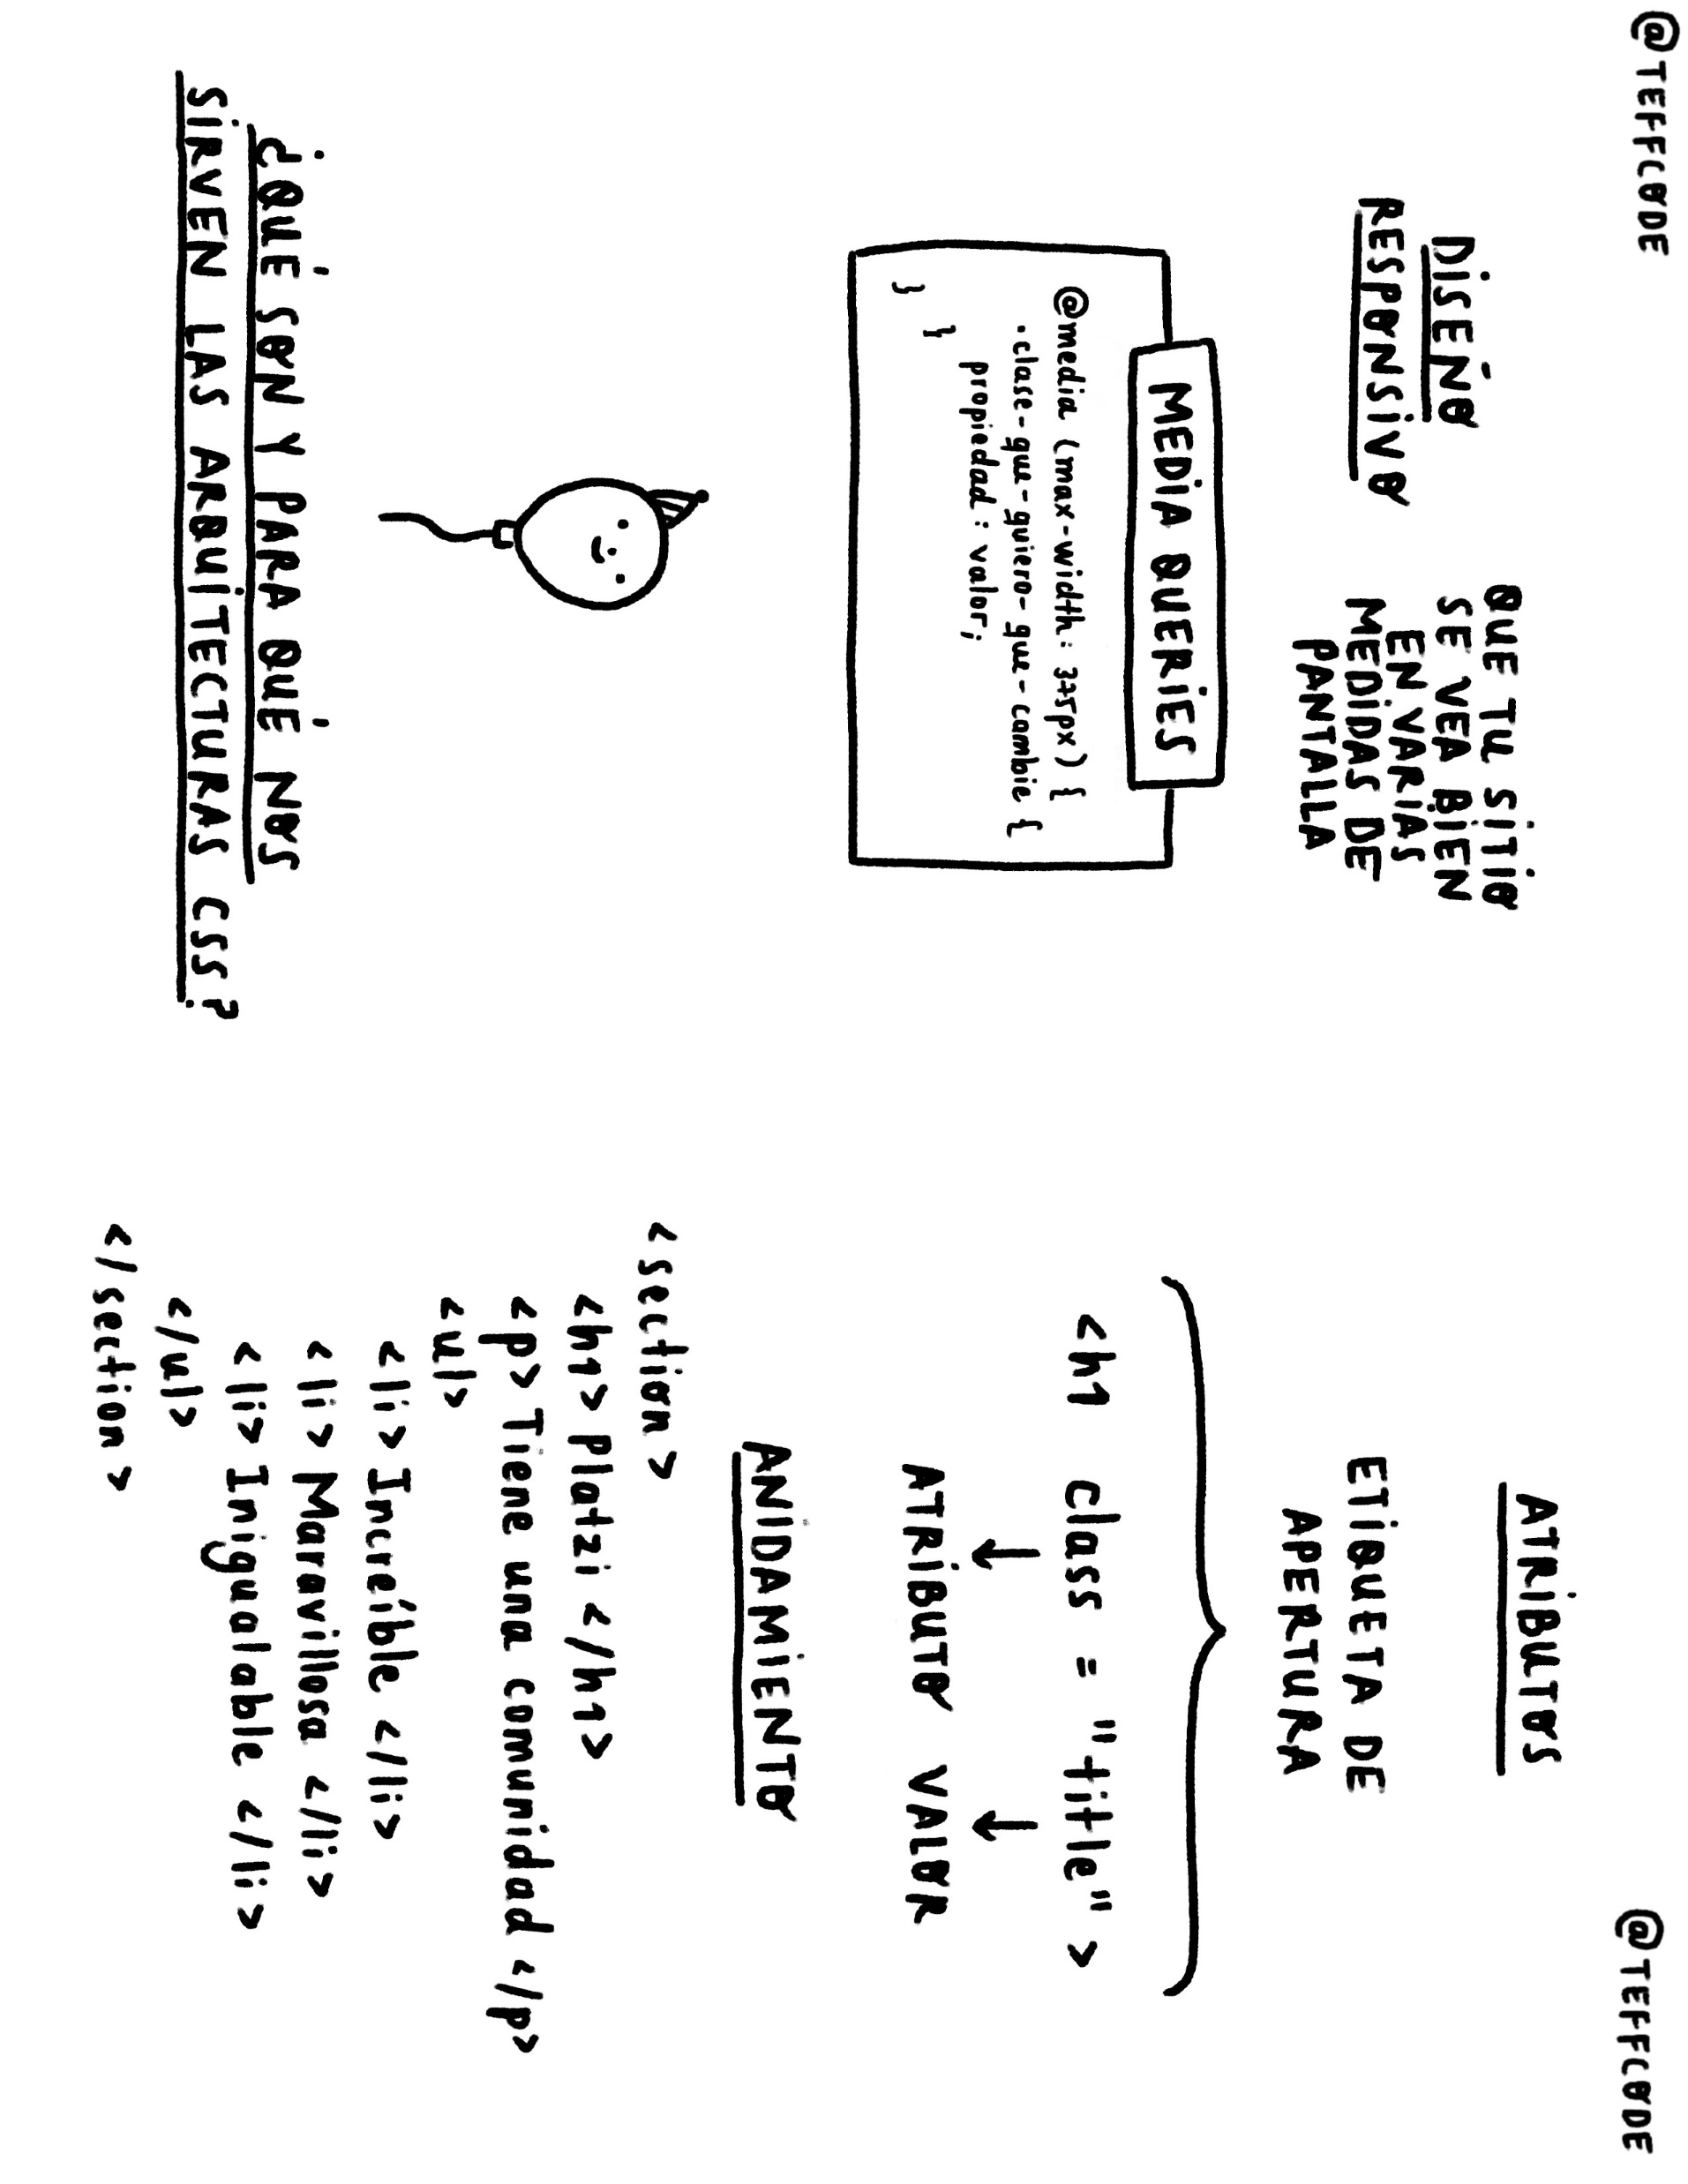 @TEFFCODE
DISEÑO
RESPONSIVO
QUE TU SITIO
SE VEA BIEN
EN VARIAS
MEDIDAS DE
PANTALLA
MEDIA QUERIES
@media (max-width: 375px) {
.clase-que-quiero-que-cambie {
propiedad: valor;
}
}
¿QUÉ SON Y PARA QUÉ NOS
SIRVEN LAS ARQUITECTURAS CSS?
@TEFFCODE
ATRIBUTOS
ETIQUETA DE
APERTURA
<h1 class = "title" >
ATRIBUTO VALOR
ANIDAMIENTO
<section>
<h1> Platzi </h1>
<p> Tiene una comunidad </p>
<ul>
<li> Increíble </li>
<li> Maravillosa </li>
<li> Inigualable </li>
</ul>
</section>